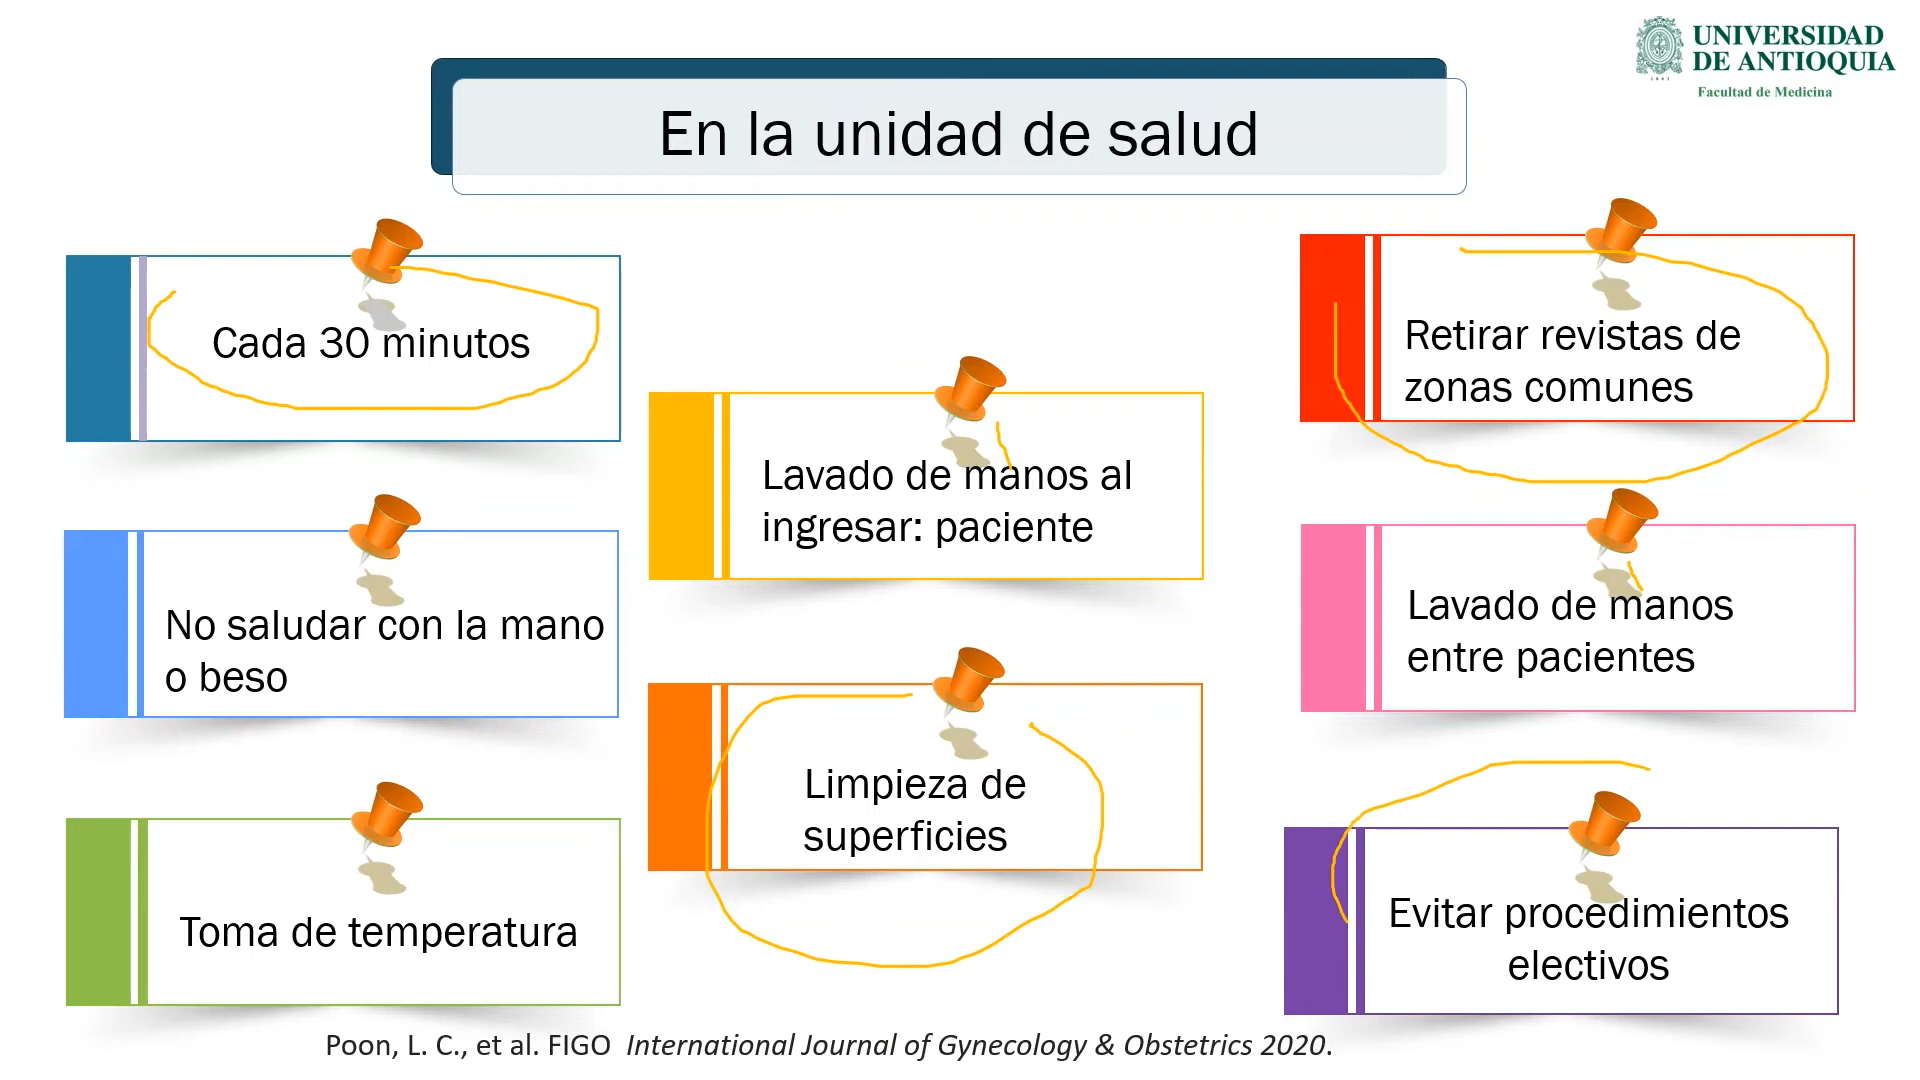 UNIVERSIDAD
DE ANTIOQUIA
1803
Facultad de Medicina
En la unidad de salud
Cada 30 minutos
No saludar con la mano
o beso
Toma de temperatura
Lavado de manos al
ingresar: paciente
Limpieza de
superficies
Retirar revistas de
zonas comunes
Lavado de manos
entre pacientes
Evitar procedimientos
electivos
Poon, L. C., et al. FIGO International Journal of Gynecology & Obstetrics 2020.